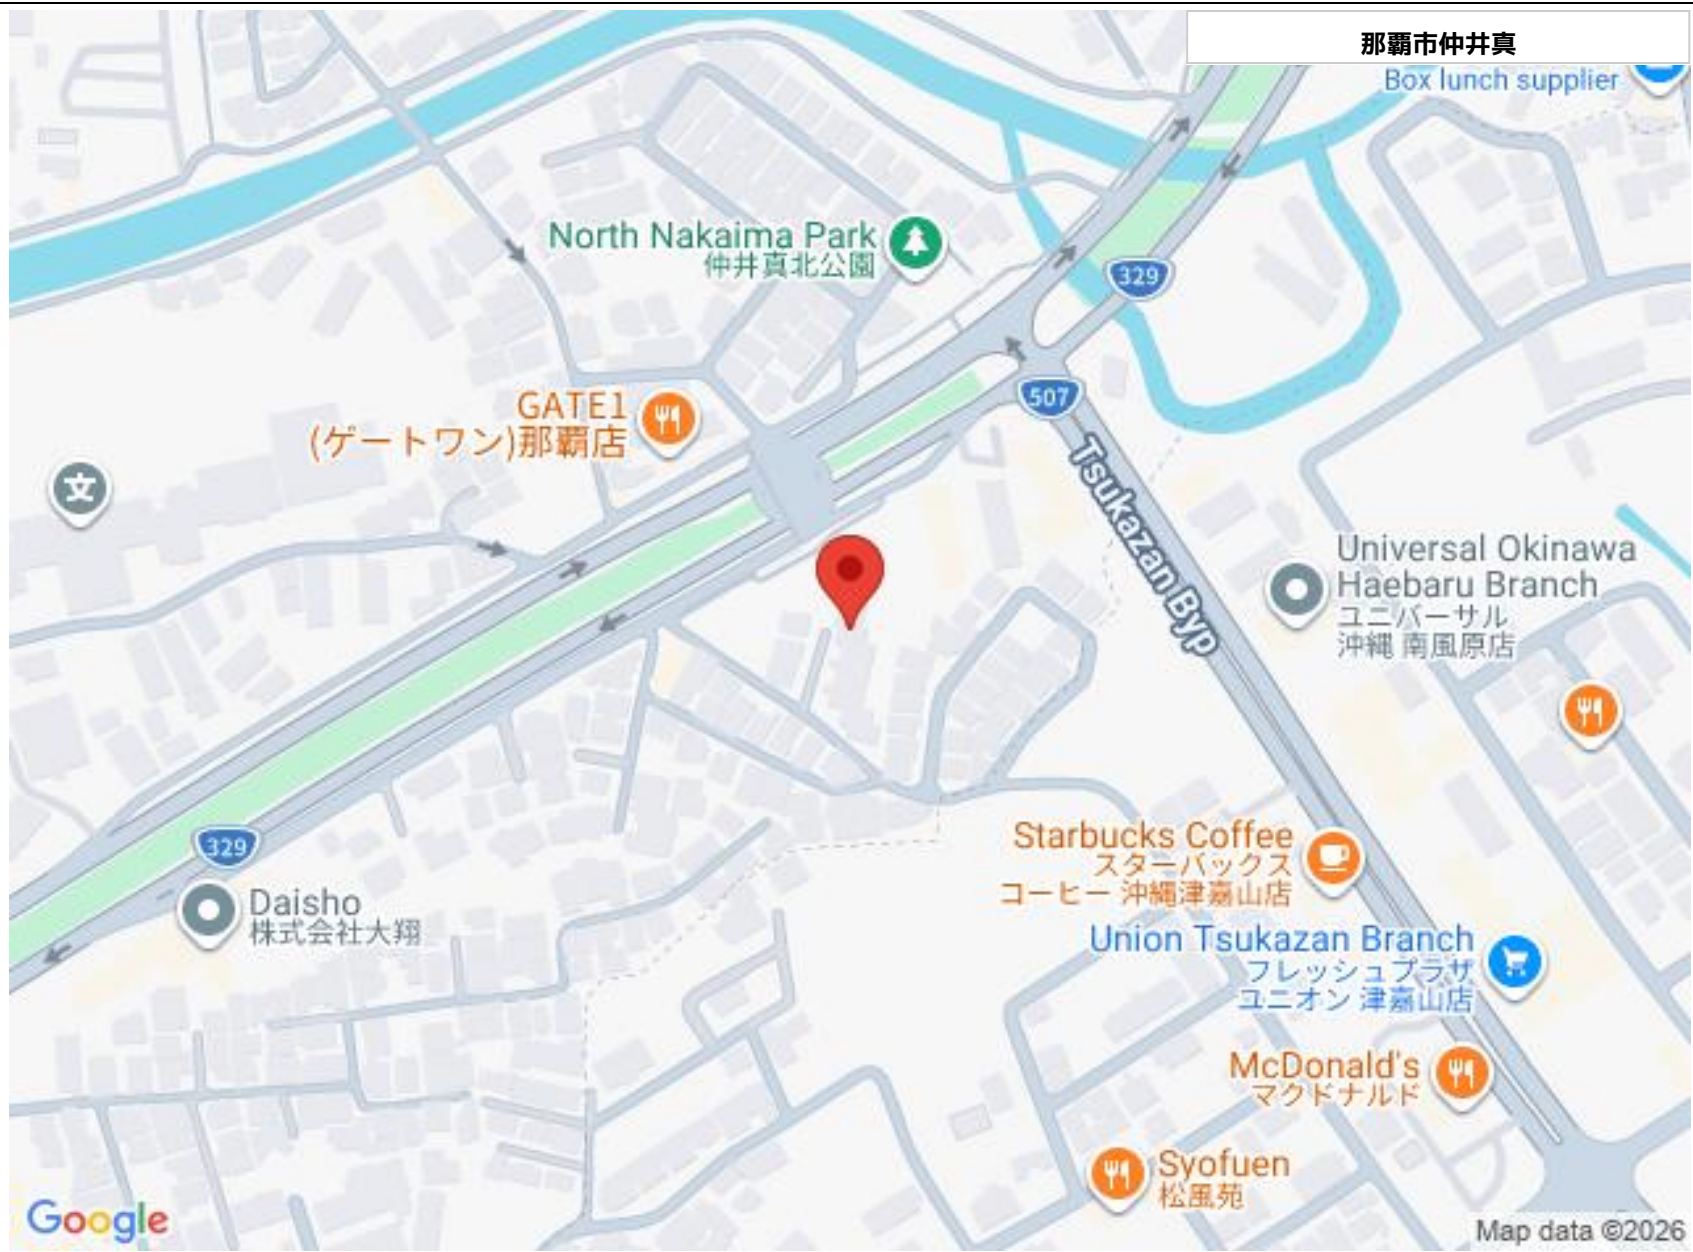 那覇市仲井真
Box lunch supplier
North Nakaima Park
仲井真北公園
329
507
GATE1
(ゲートワン)那覇店
文
Tsukazan Byp
Universal Okinawa
Haebaru Branch
ユニバーサル
沖縄 南風原店
329
Starbucks Coffee
スターバックス
コーヒー 沖縄津嘉山店
Daisho
株式会社大翔
Union Tsukazan Branch
フレッシュプラザ
ユニオン 津嘉山店
McDonald's
マクドナルド
Syofuen
松風苑
Google
Map data ©2026